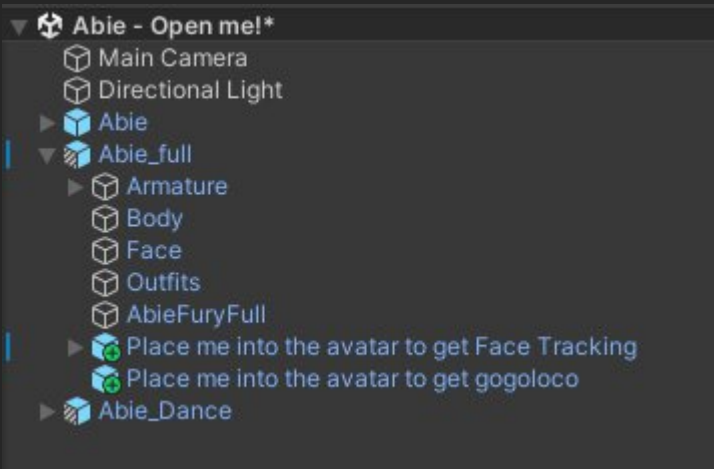 Abie - Open me!*
Main Camera
Directional Light
Abie
Abie_full
Armature
Body
Face
Outfits
AbieFuryFull
Place me into the avatar to get Face Tracking
Place me into the avatar to get gogoloco
Abie_Dance